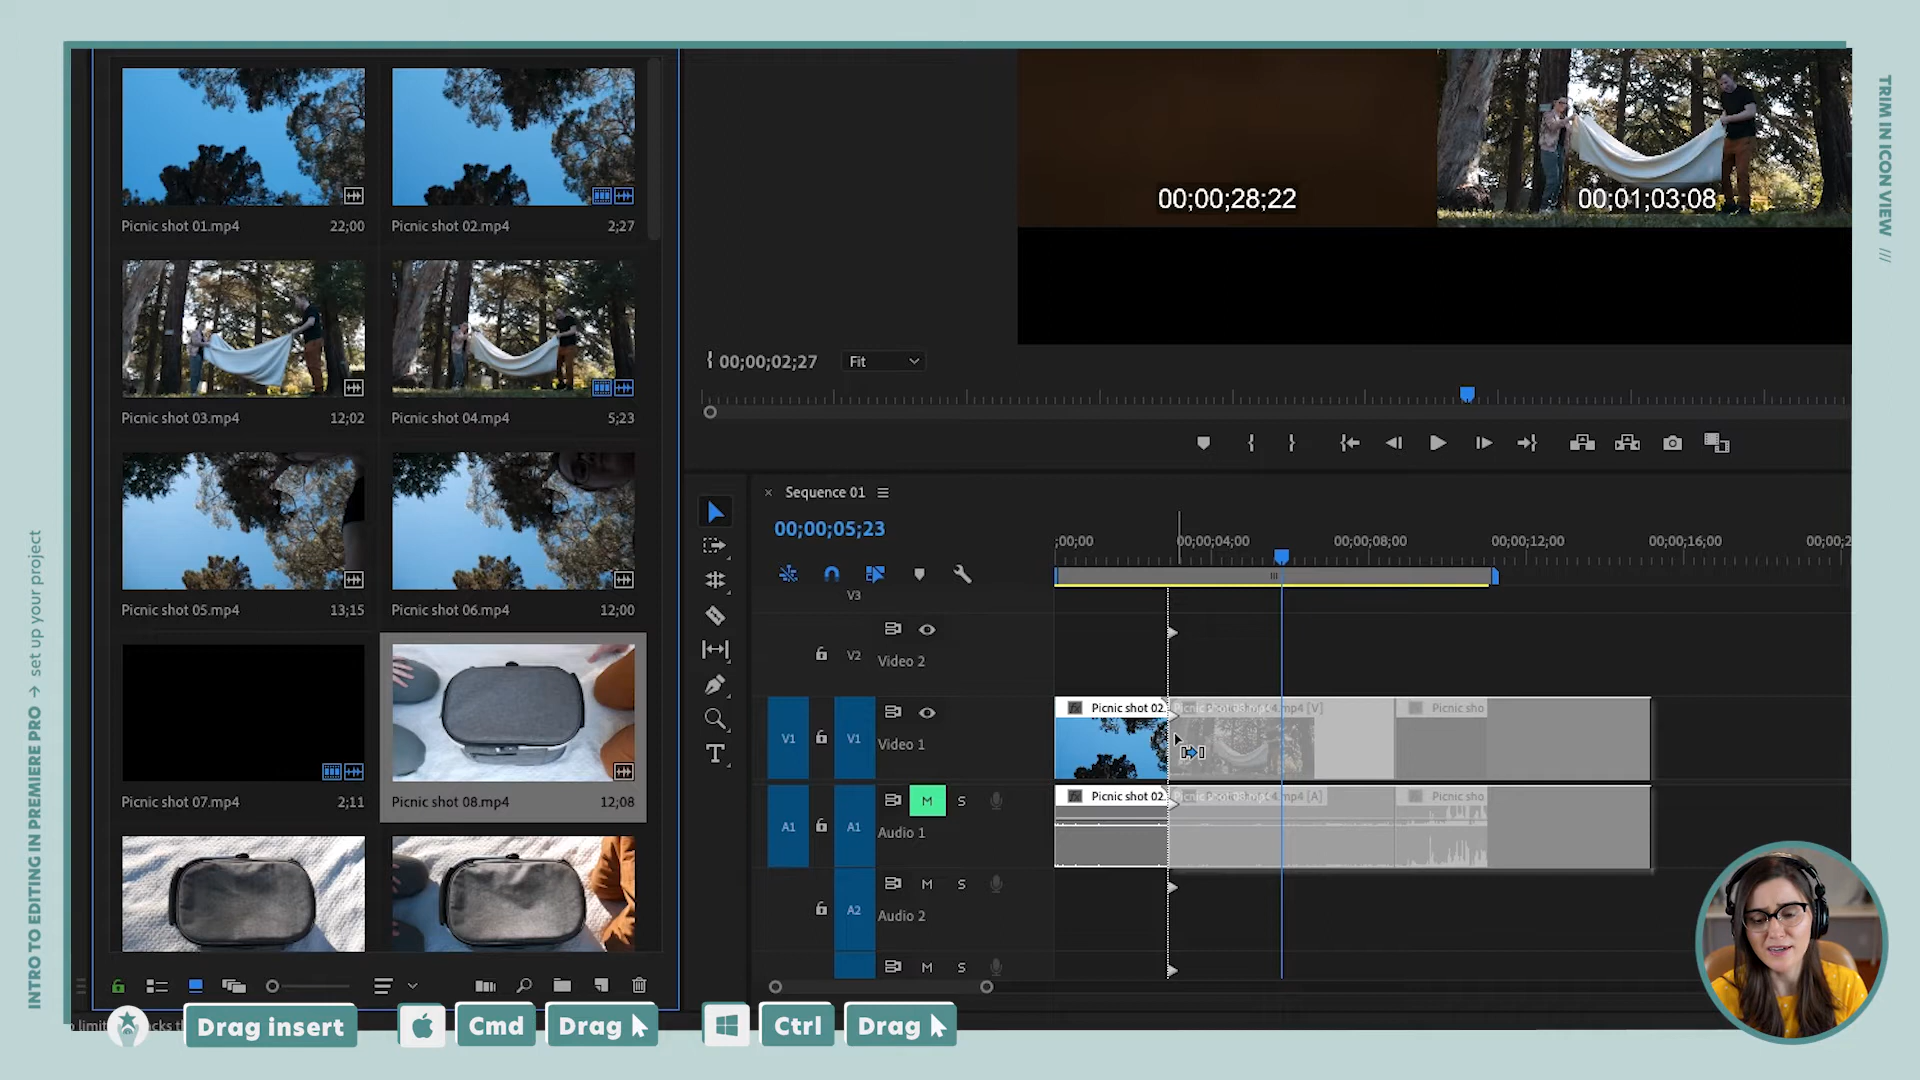 TRIM IN ICON VIEW ///
INTRO TO EDITING IN PREMIERE PRO → set up your project
Picnic shot 01.mp4 22;00
Picnic shot 02.mp4 2;27
Picnic shot 03.mp4 12;02
Picnic shot 04.mp4 5;23
Picnic shot 05.mp4 13;15
Picnic shot 06.mp4 12;00
Picnic shot 07.mp4 2;11
Picnic shot 08.mp4 12;08
00;00;28;22
00;01;03;08
00;00;02;27
Fit
Sequence 01
00;00;05;23
;00;00
00;00;04;00
00;00;08;00
00;00;12;00
00;00;16;00
00;00;2
V3
V2 Video 2
V1 V1 Video 1
Picnic shot 02.
Picnic shot 08.mp4
4.mp4 [V]
Picnic sho
A1 A1 M S Audio 1
Picnic shot 02.
Picnic shot 08.mp4
4.mp4 [A]
Picnic sho
A2 M S Audio 2
M S
Drag insert
Cmd Drag
Ctrl Drag